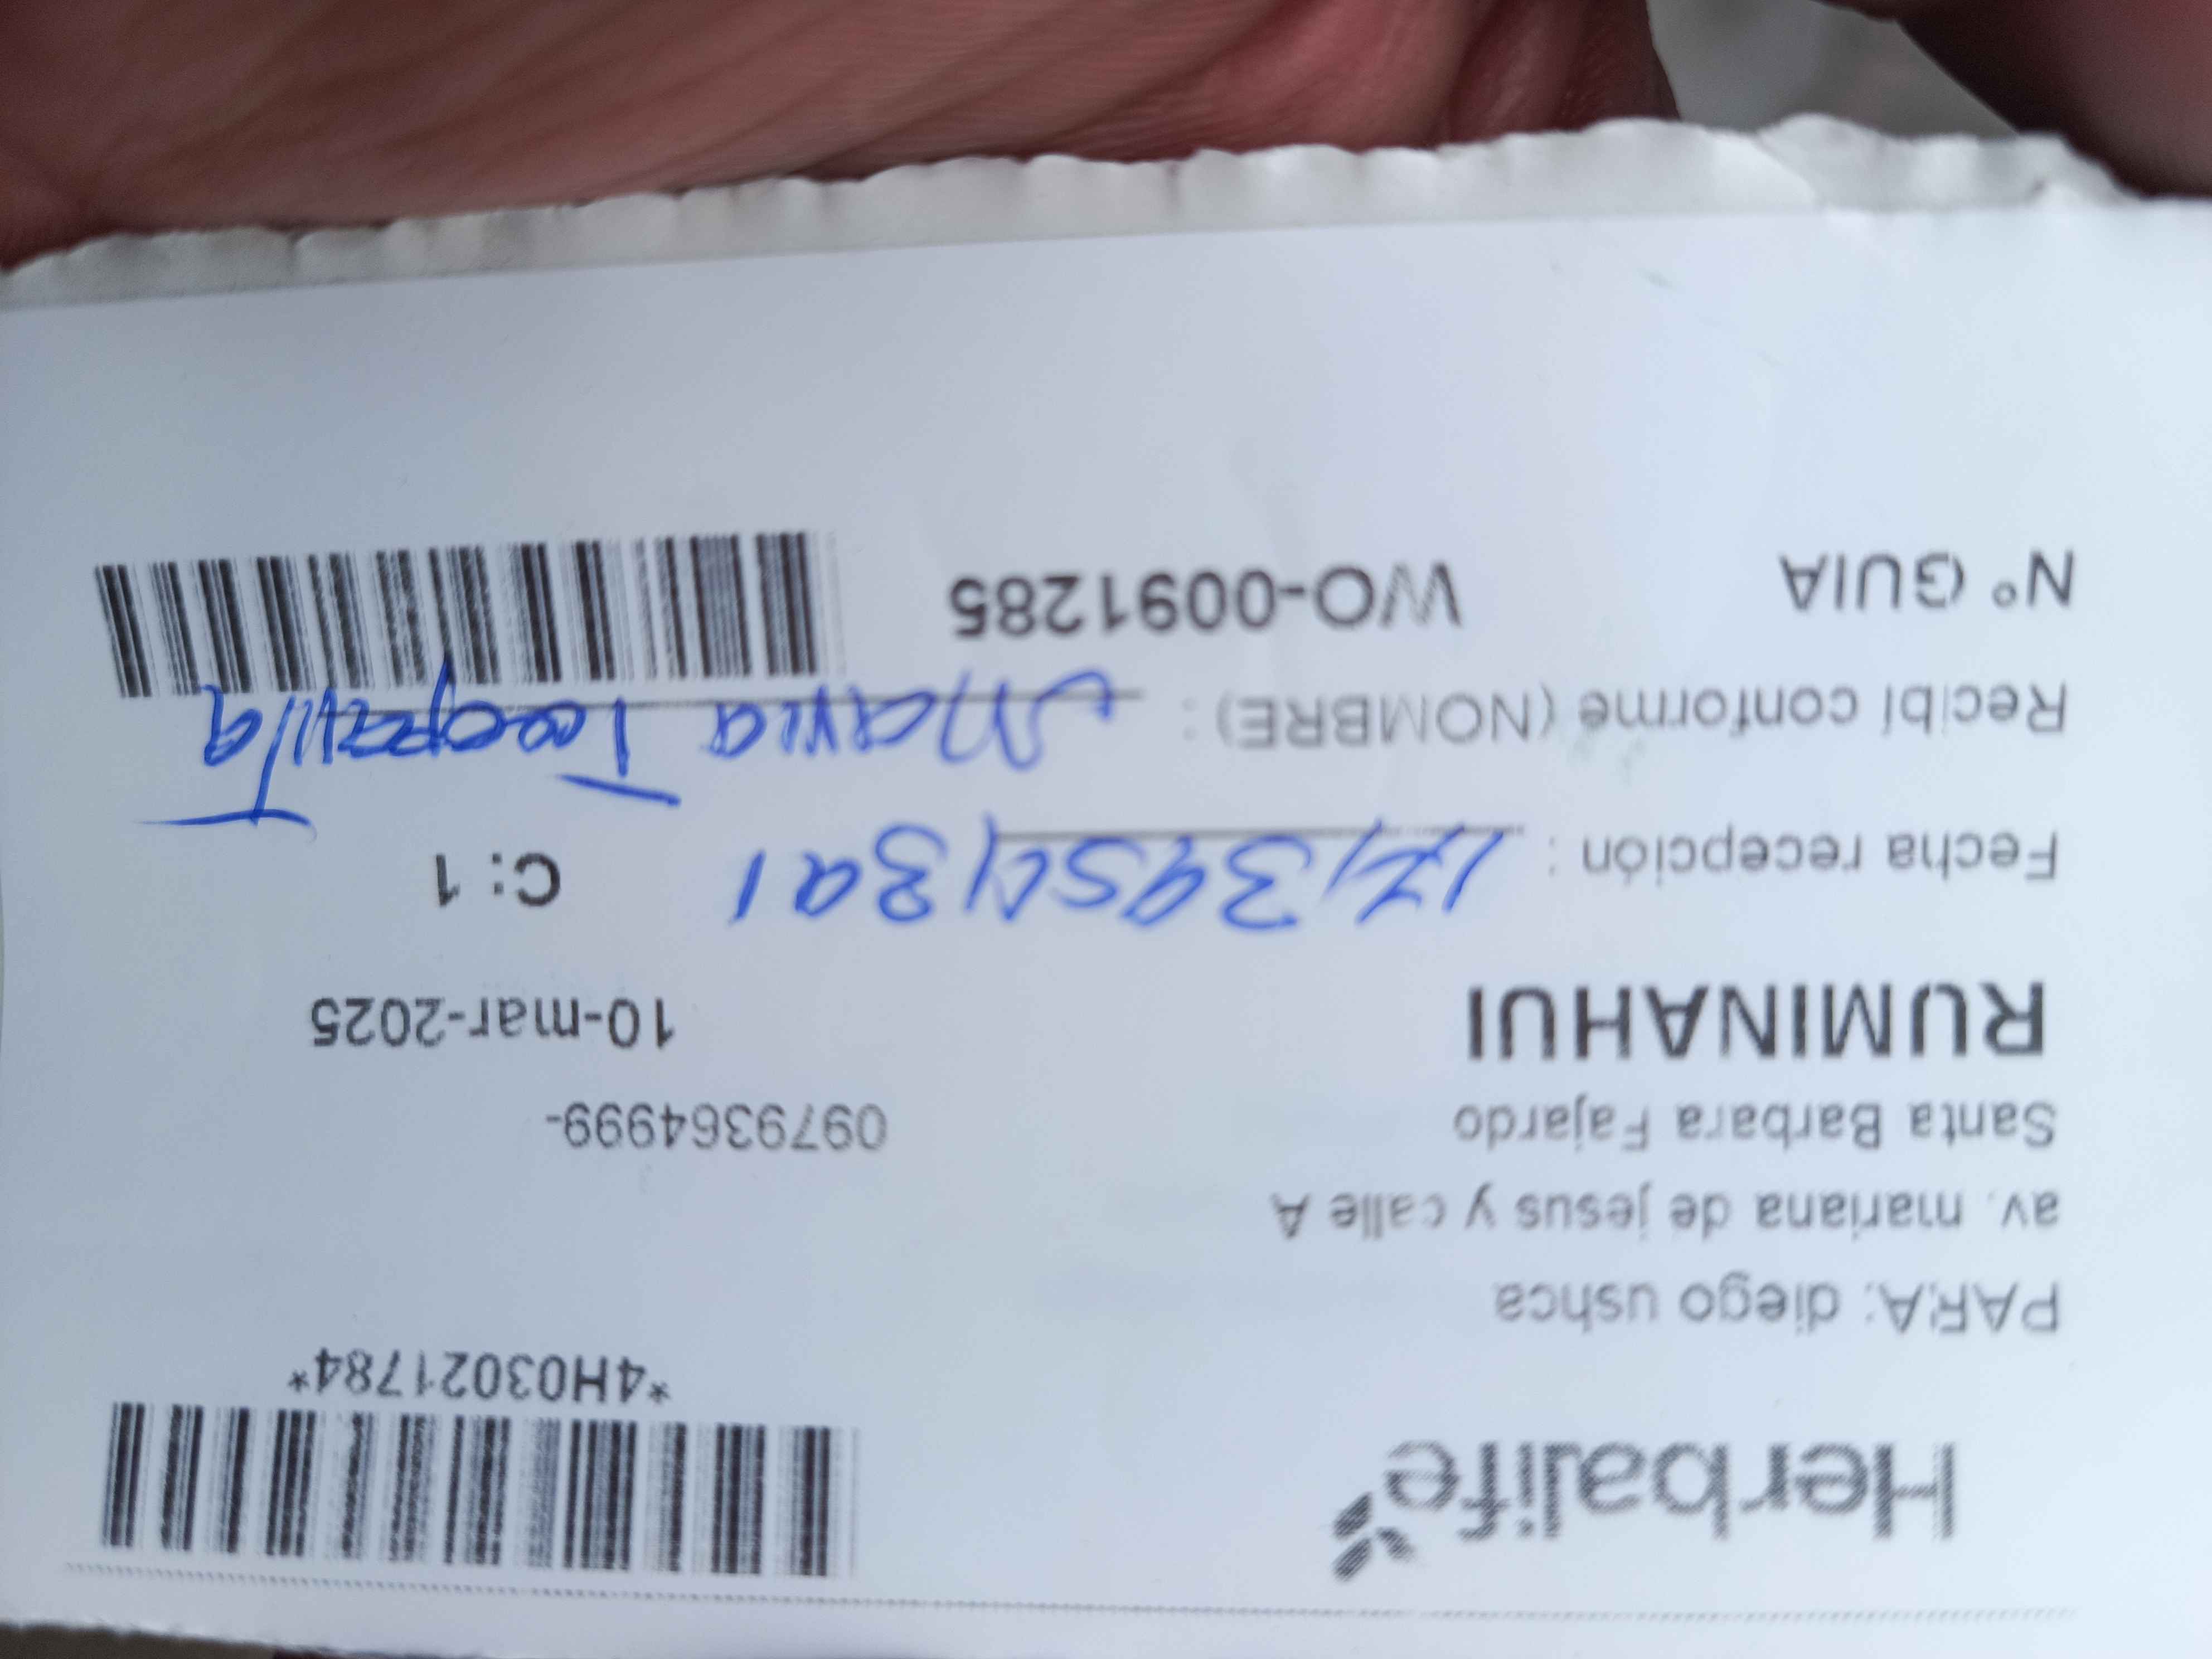 Herbalife
*4H03021784*
PARA: diego ushca
av. mariana de jesus y calle A
Santa Barbara Fajardo 0979364999-
RUMINAHUI 10-mar-2025
Fecha recepción : C: 1
Recibí conforme (NOMBRE) : Maria
N° GUIA WO-0091285